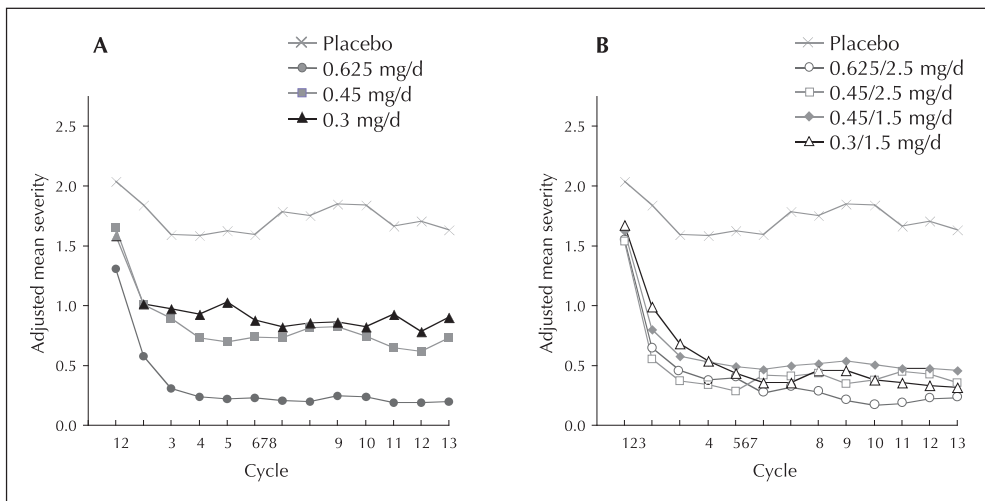 A
Placebo
0.625 mg/d
0.45 mg/d
0.3 mg/d
2.5
2.0
1.5
1.0
0.5
0.0
Adjusted mean severity
12 3 4 5 678 9 10 11 12 13
Cycle
B
Placebo
0.625/2.5 mg/d
0.45/2.5 mg/d
0.45/1.5 mg/d
0.3/1.5 mg/d
2.5
2.0
1.5
1.0
0.5
0.0
Adjusted mean severity
123 4 567 8 9 10 11 12 13
Cycle